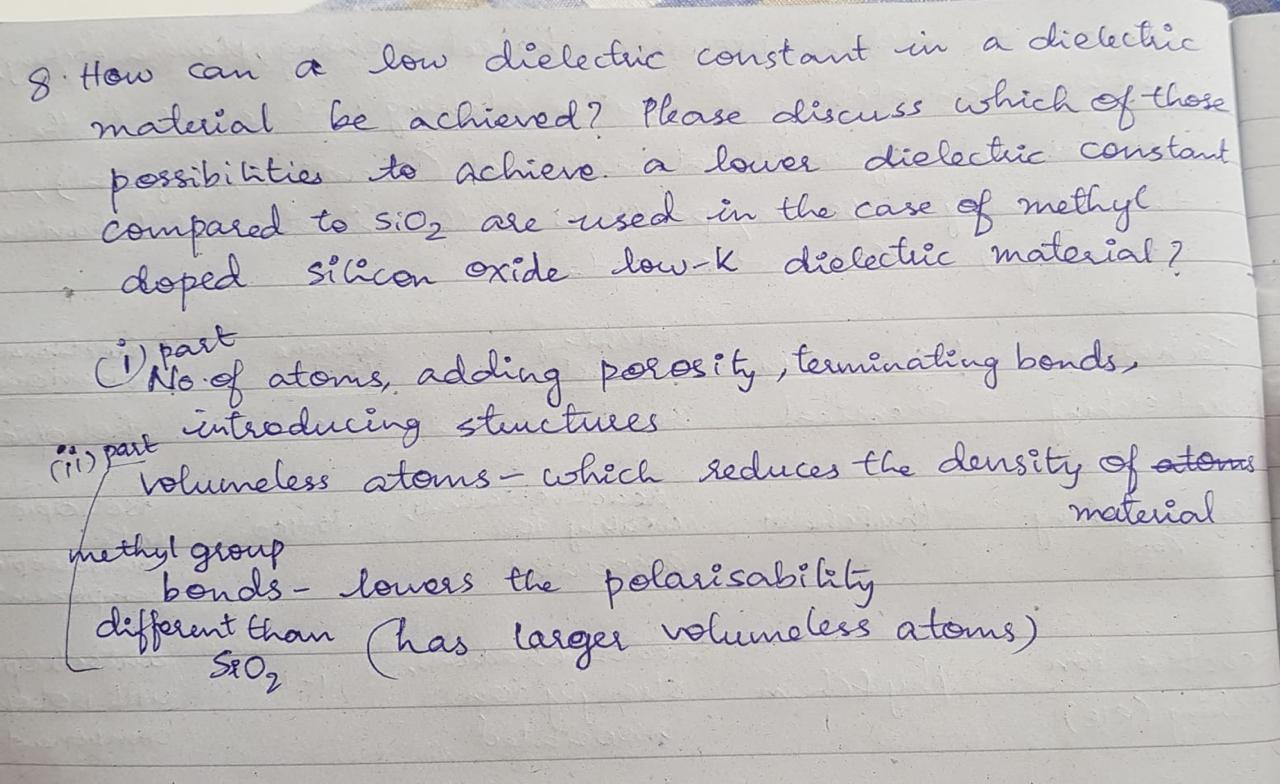 8. How can a low dielectric constant in a dielectric
material be achieved? Please discuss which of those
possibilities to achieve a lower dielectric constant
compared to SiO2 are used in the case of methyl
doped silicon oxide low-K dielectric material?
(i) part
No. of atoms, adding porosity, terminating bonds,
introducing structures
(ii) part
volumeless atoms - which reduces the density of atoms
material
methyl group
bonds - lowers the polarisability
different than (has larger volumeless atoms)
SiO2